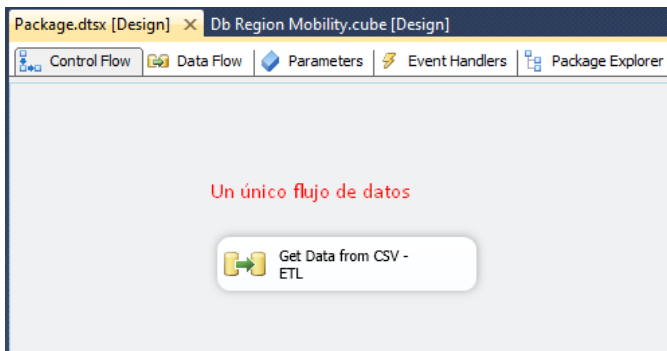 Package.dtsx [Design] Db Region Mobility.cube [Design]
Control Flow Data Flow Parameters Event Handlers Package Explorer
Un único flujo de datos
Get Data from CSV -
ETL